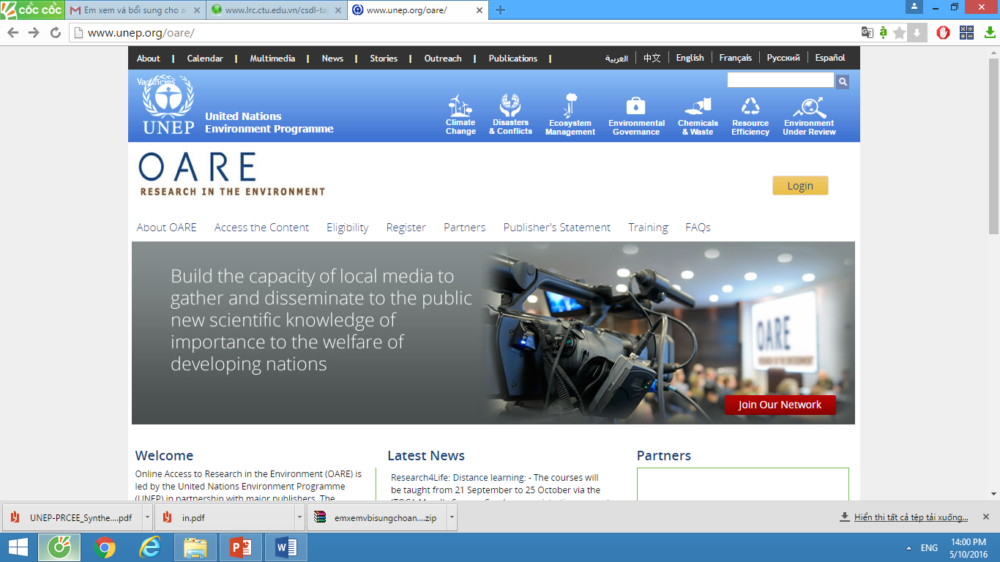 cốc cốc
Em xem và bổi sung cho a
www.lrc.ctu.edu.vn/csdl-ta
www.unep.org/oare/
www.unep.org/oare/
About | Calendar | Multimedia | News | Stories | Outreach | Publications |
العربية | 中文 | English | Français | Русский | Español
Vacancies
UNEP
United Nations
Environment Programme
Climate
Change
Disasters
& Conflicts
Ecosystem
Management
Environmental
Governance
Chemicals
& Waste
Resource
Efficiency
Environment
Under Review
OARE
RESEARCH IN THE ENVIRONMENT
Login
About OARE Access the Content Eligibility Register Partners Publisher's Statement Training FAQs
Build the capacity of local media to
gather and disseminate to the public
new scientific knowledge of
importance to the welfare of
developing nations
OARE
RESEARCH IN THE ENVIRONMENT
Join Our Network
Welcome
Online Access to Research in the Environment (OARE) is
led by the United Nations Environment Programme
(UNEP) in partnership with major publishers. The
Latest News
Research4Life: Distance learning: - The courses will
be taught from 21 September to 25 October via the
Partners
UNEP-PRCEE_Synthe....pdf
in.pdf
emxemvbisungchoan....zip
Hiển thị tất cả tệp tải xuống...
ENG
14:00 PM
5/10/2016